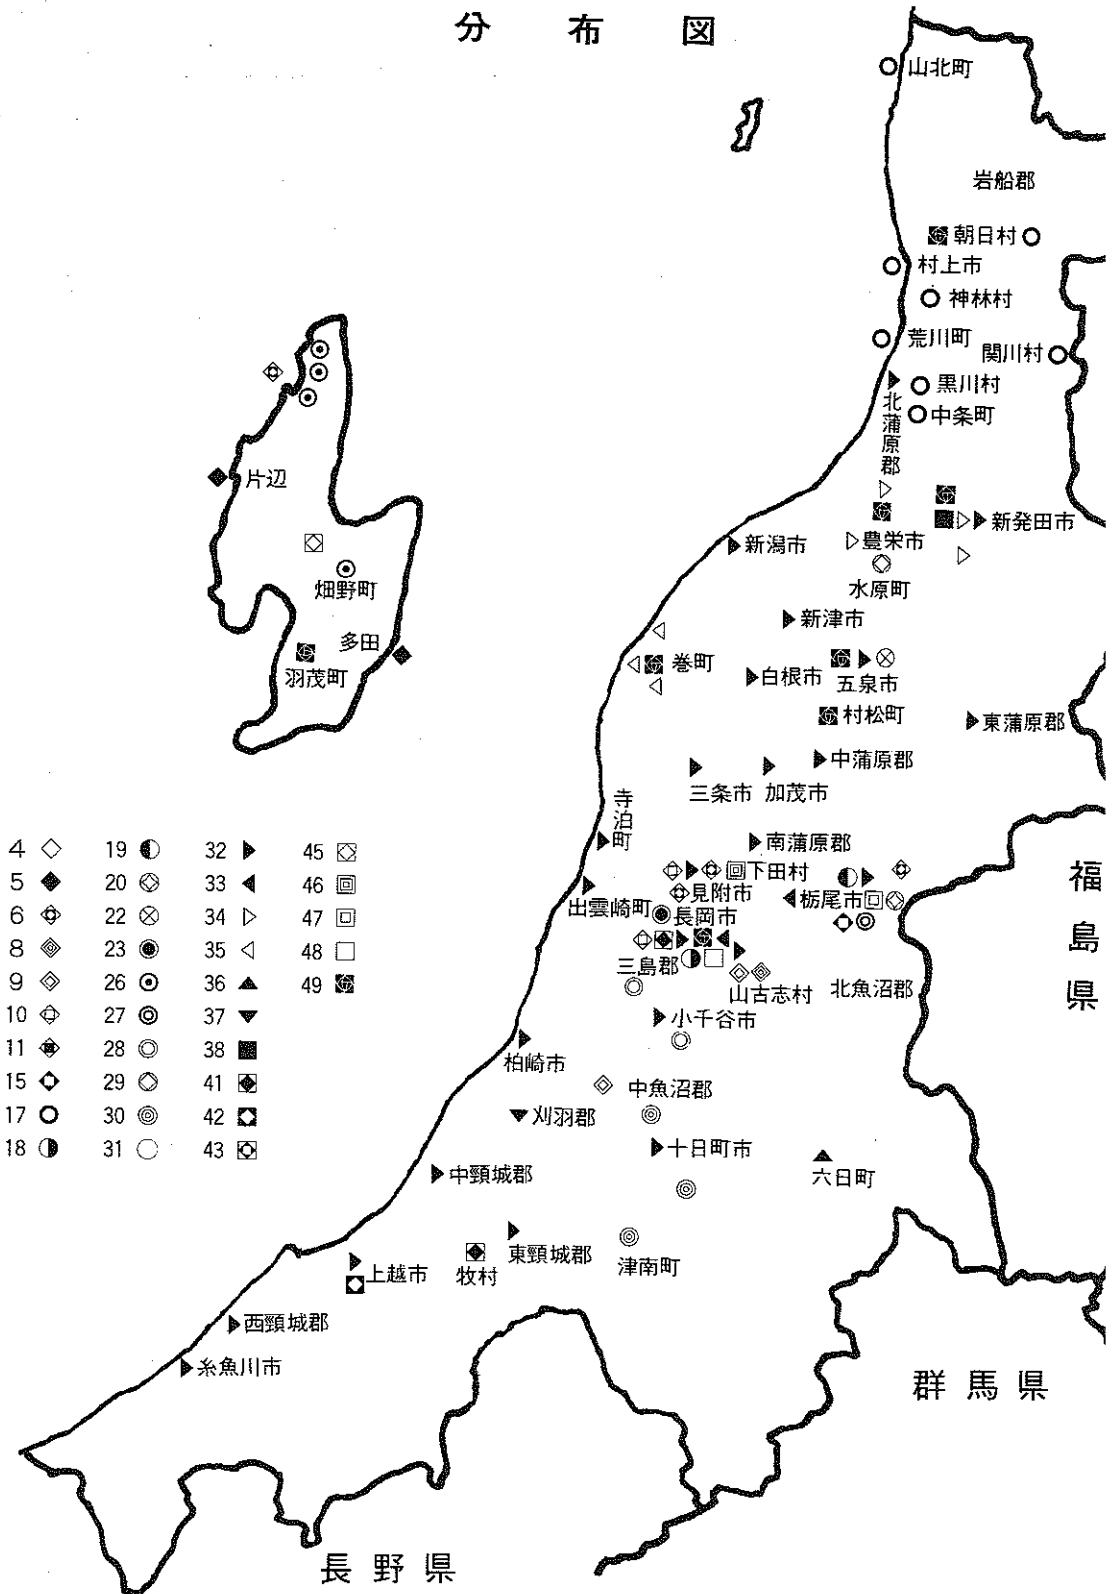 分布図
山北町
岩船郡
朝日村
村上市
神林村
荒川町
関川村
黒川村
北蒲原郡
中条町
片辺
新発田市
新潟市
豊栄市
畑野町
水原町
新津市
多田
羽茂町
巻町
白根市
五泉市
村松町
東蒲原郡
中蒲原郡
三条市
加茂市
寺泊町
南蒲原郡
下田村
福島県
出雲崎町
見附市
栃尾市
長岡市
三島郡
山古志村
北魚沼郡
小千谷市
柏崎市
中魚沼郡
刈羽郡
十日町市
六日町
中頸城郡
東頸城郡
津南町
上越市
牧村
西頸城郡
糸魚川市
群馬県
長野県
4 19 32 45
5 20 33 46
6 22 34 47
8 23 35 48
9 26 36 49
10 27 37
11 28 38
15 29 41
17 30 42
18 31 43